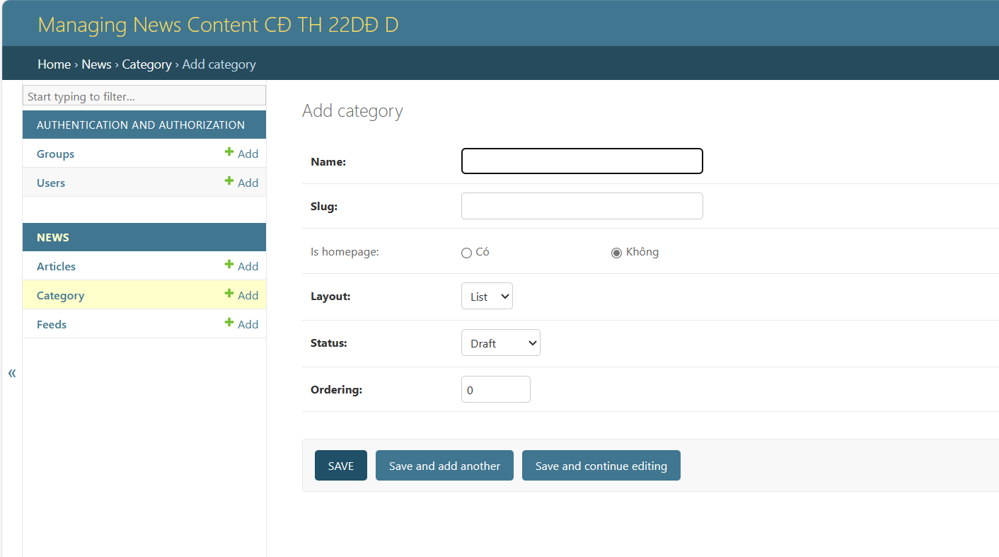 Managing News Content CĐ TH 22DĐ D
Home › News › Category › Add category
Start typing to filter...
AUTHENTICATION AND AUTHORIZATION
Groups + Add
Users + Add
NEWS
Articles + Add
Category + Add
Feeds + Add
«
Add category
Name:
Slug:
Is homepage: Có Không
Layout: List
Status: Draft
Ordering: 0
SAVE Save and add another Save and continue editing